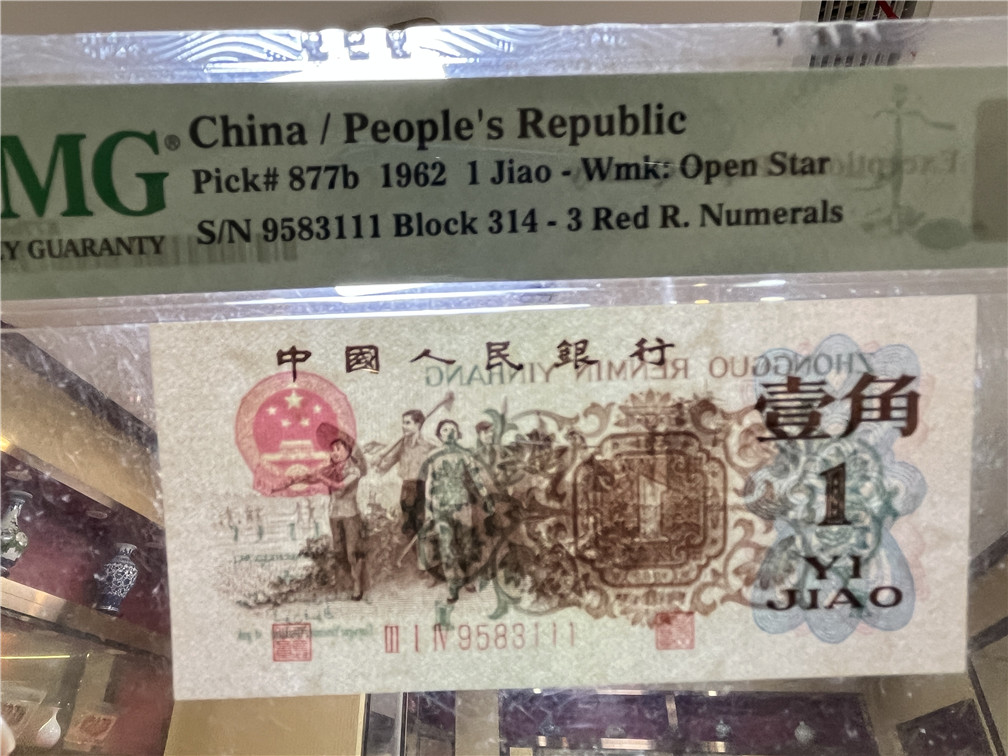 MG® China / People's Republic
Pick# 877b 1962 1 Jiao - Wmk: Open Star
Y GUARANTY S/N 9583111 Block 314 - 3 Red R. Numerals
中國人民銀行
ZHONGGUO RENMIN YINHANG
壹角
1
1
YI
JIAO
III I IV 9583111